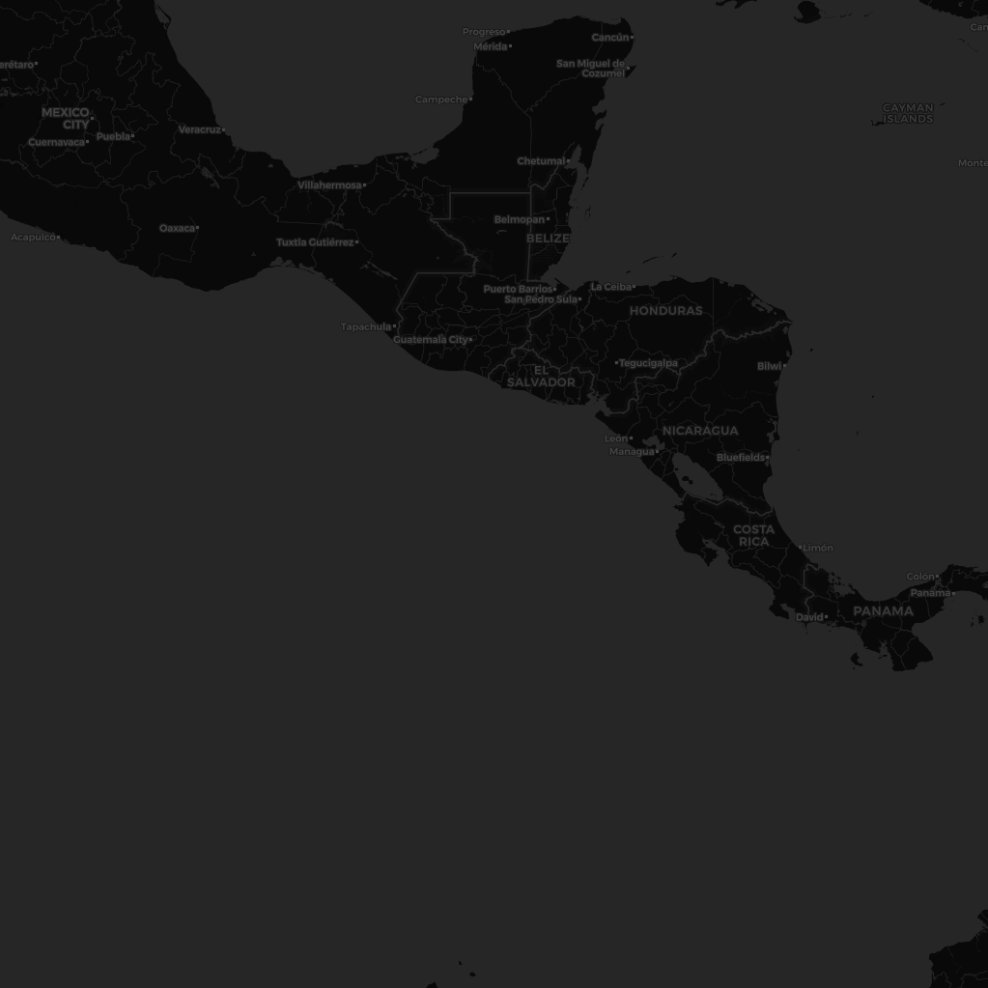 Progreso
Mérida
Cancún
San Miguel de
Cozumel
Campeche
MEXICO
CITY
Cuernavaca
Puebla
Veracruz
CAYMAN
ISLANDS
Chetumal
Villahermosa
Acapulco
Oaxaca
Tuxtla Gutiérrez
Belmopan
BELIZE
Puerto Barrios
San Pedro Sula
La Ceiba
HONDURAS
Tapachula
Guatemala City
Tegucigalpa
EL
SALVADOR
Bilwi
NICARAGUA
León
Managua
Bluefields
COSTA
RICA
Limón
Colon
Panama
David
PANAMA